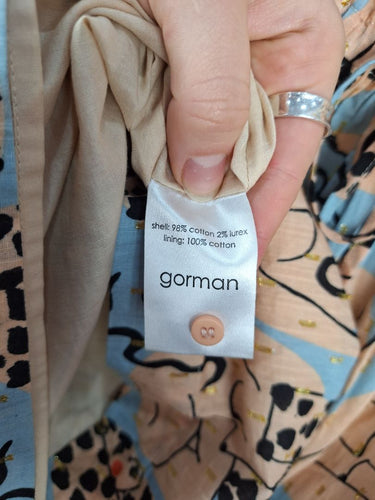 shell: 98% cotton 2% lurex
lining: 100% cotton
gorman